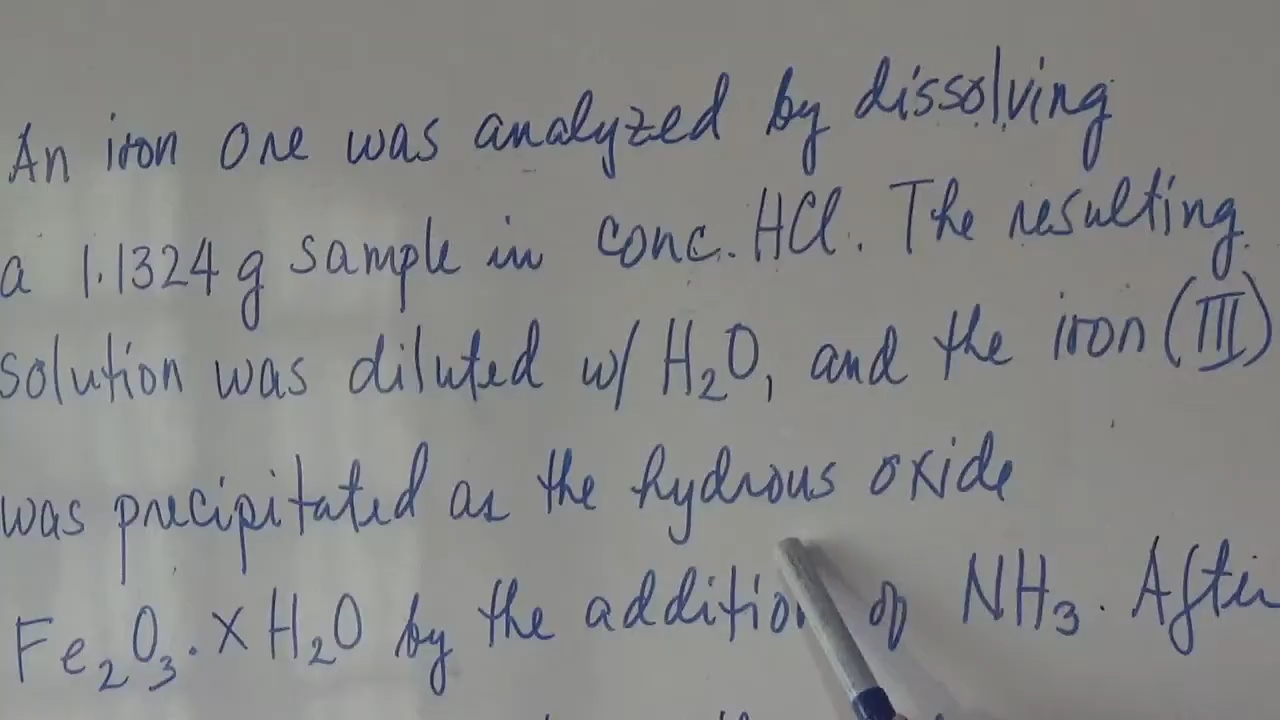 An iron ore was analyzed by dissolving
a 1.1324 g sample in conc. HCl. The resulting
solution was diluted w/ H₂O, and the iron (III)
was precipitated as the hydrous oxide
Fe₂O₃.xH₂O by the addition of NH₃. After